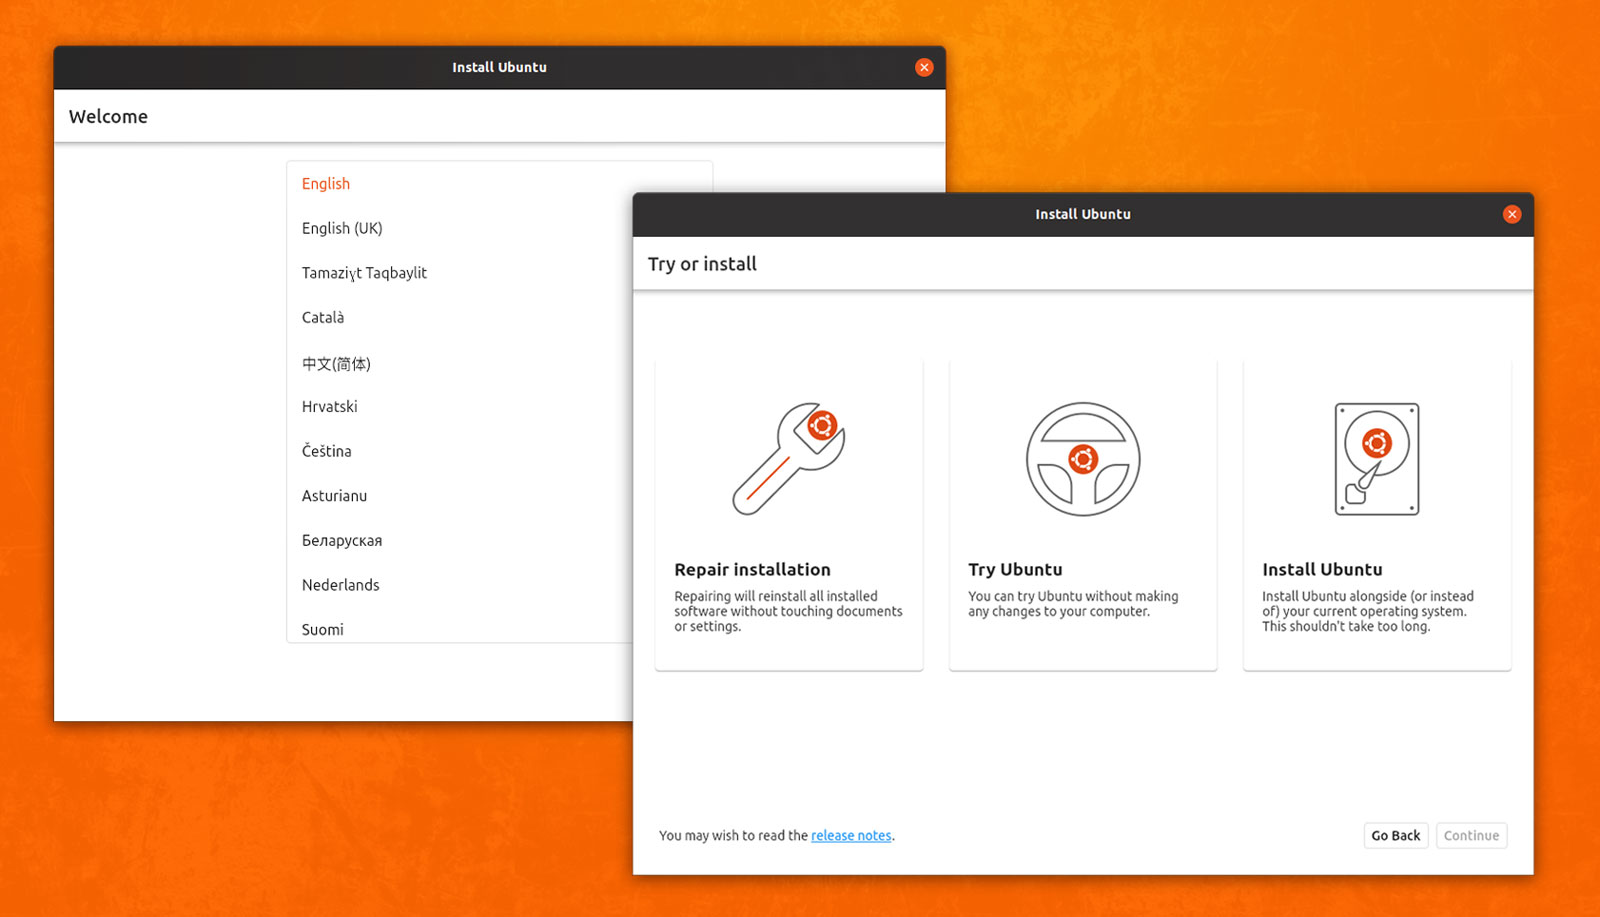 Install Ubuntu
Welcome
English
English (UK)
Tamaziɣt Taqbaylit
Català
中文(简体)
Hrvatski
Čeština
Asturianu
Беларуская
Nederlands
Suomi
Install Ubuntu
Try or install
Repair installation
Repairing will reinstall all installed
software without touching documents
or settings.
Try Ubuntu
You can try Ubuntu without making
any changes to your computer.
Install Ubuntu
Install Ubuntu alongside (or instead
of) your current operating system.
This shouldn't take too long.
You may wish to read the release notes.
Go Back
Continue